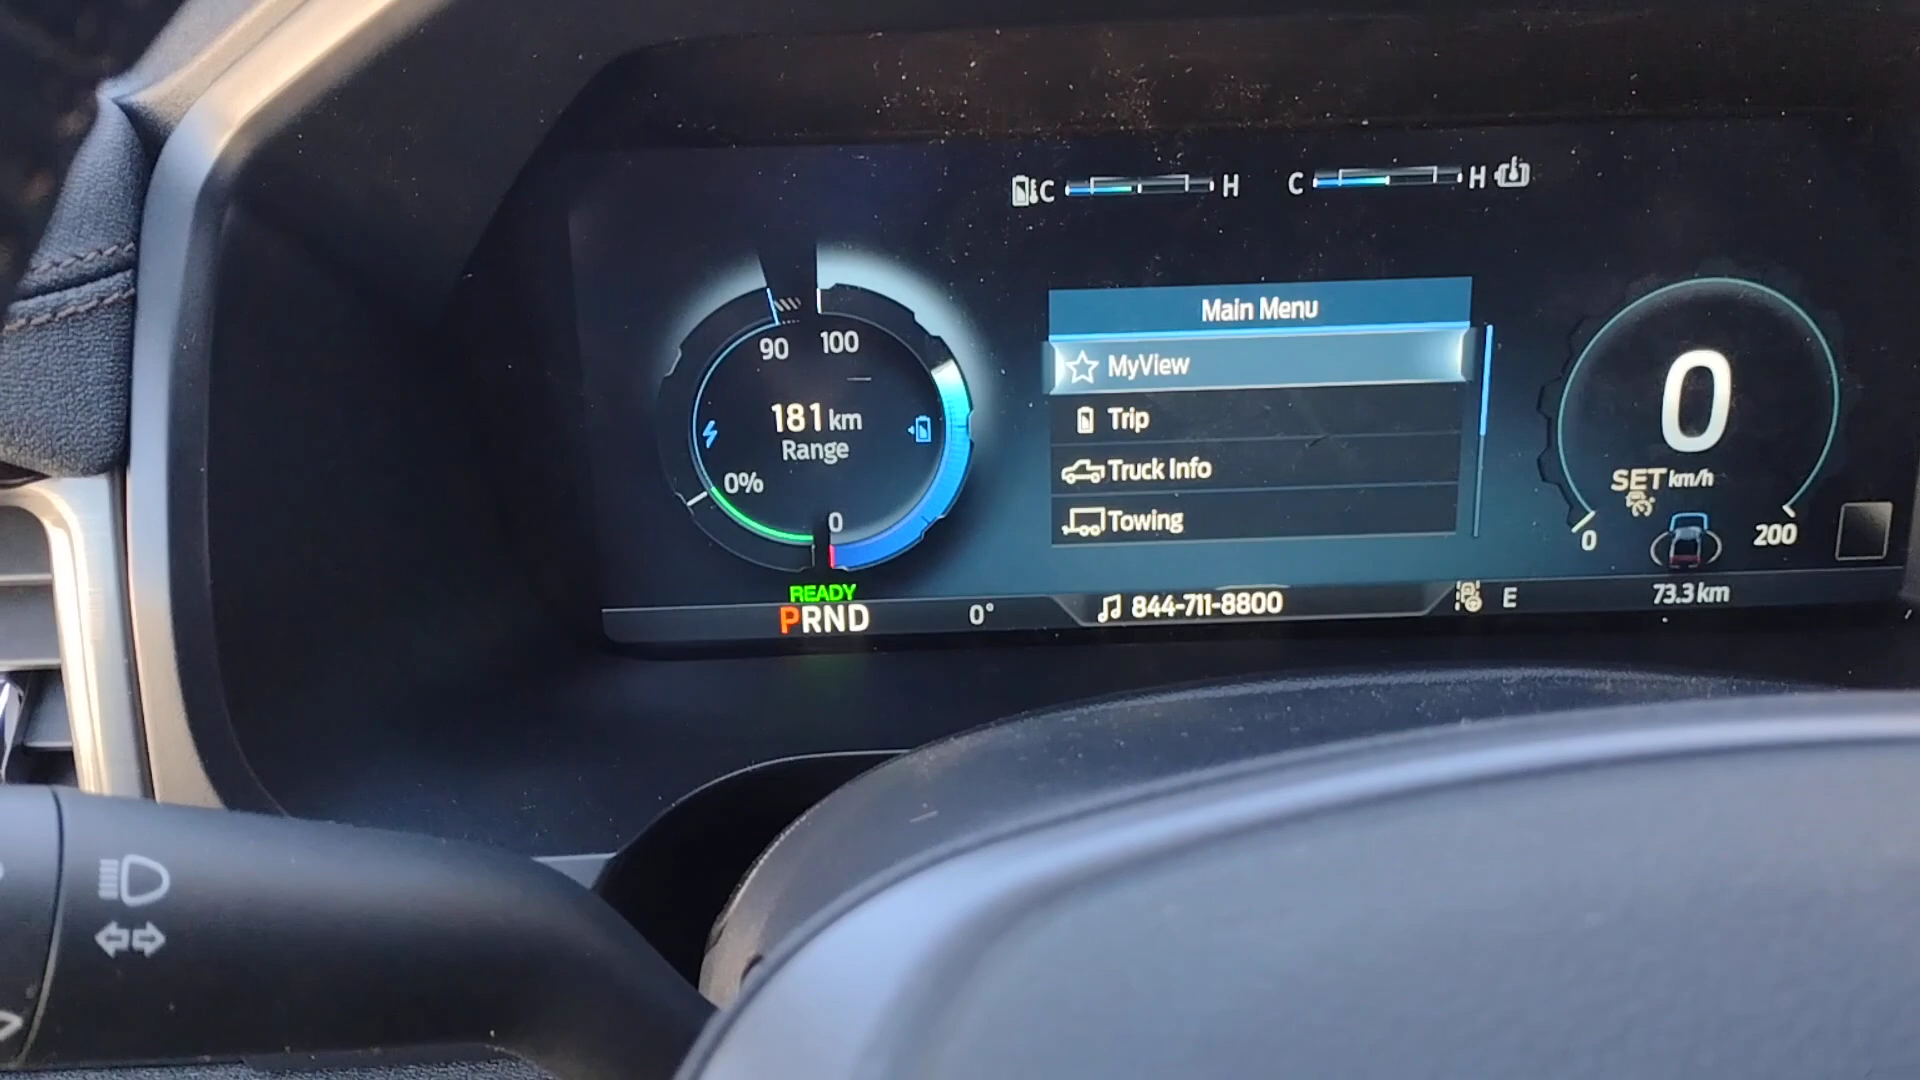 C H C H
Main Menu
MyView
Trip
Truck Info
Towing
90 100
181 km
Range
0%
0
READY
PRND
0°
844-711-8800
E
0
SET km/h
0 200
73.3 km